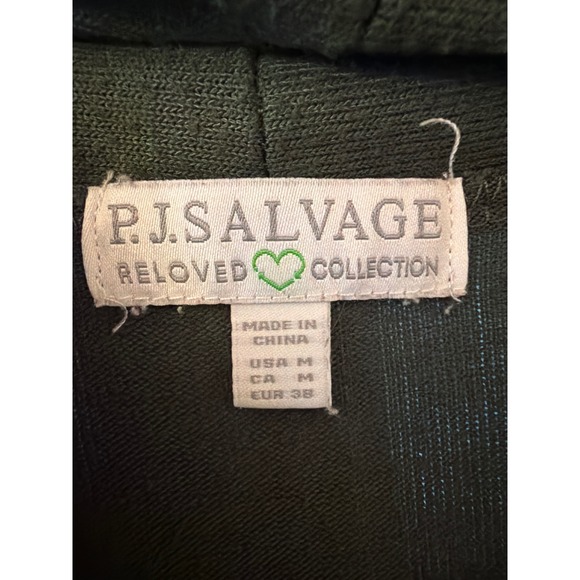 P.J.SALVAGE
RELOVED COLLECTION
MADE IN
CHINA
USA M
CA M
EUR 38